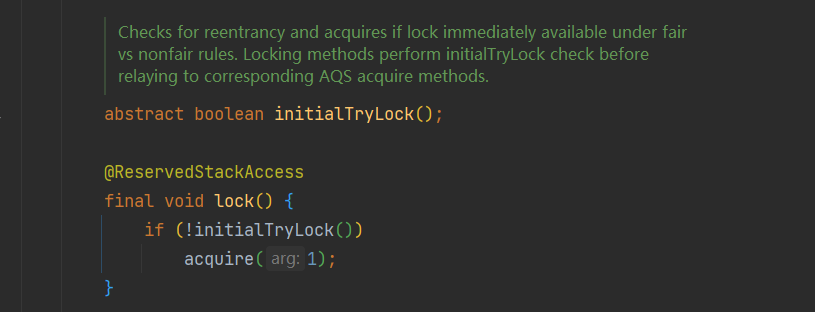 Checks for reentrancy and acquires if lock immediately available under fair
vs nonfair rules. Locking methods perform initialTryLock check before
relaying to corresponding AQS acquire methods.
abstract boolean initialTryLock();
@ReservedStackAccess
final void lock() {
if (!initialTryLock())
acquire( arg: 1);
}